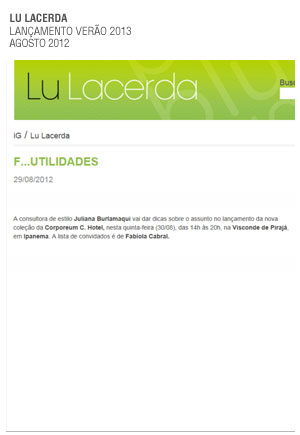 LU LACERDA
LANÇAMENTO VERÃO 2013
AGOSTO 2012
Lu Lacerda
iG / Lu Lacerda
F...UTILIDADES
29/08/2012
A consultora de estilo Juliana Burlamaqui vai dar dicas sobre o assunto no lançamento da nova
coleção da Corporeum C. Hotel, nesta quinta-feira (30/08), das 14h às 20h, na Visconde de Pirajá,
em Ipanema. A lista de convidados é de Fabíola Cabral.